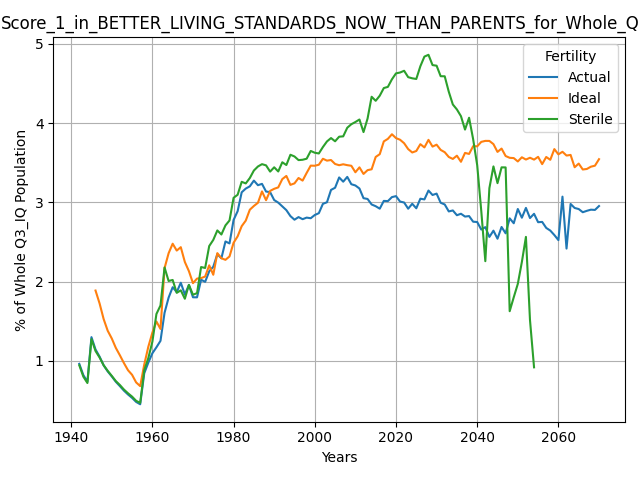 Score_1_in_BETTER_LIVING_STANDARDS_NOW_THAN_PARENTS_for_Whole_Q
Fertility
Actual
Ideal
Sterile
% of Whole Q3_IQ Population
5
4
3
2
1
1940 1960 1980 2000 2020 2040 2060
Years